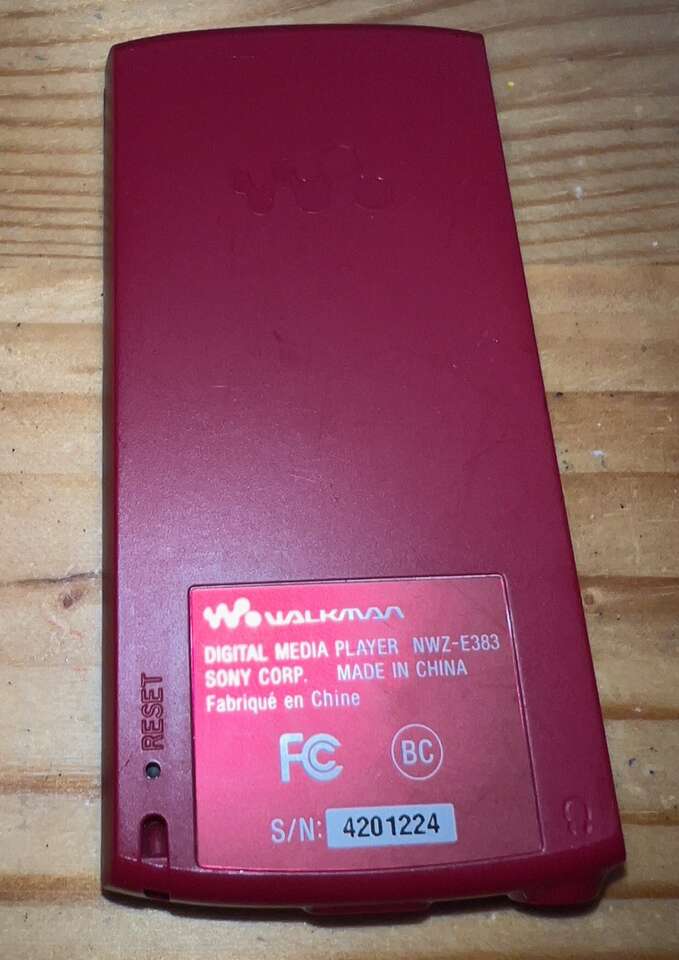 WALKMAN
DIGITAL MEDIA PLAYER NWZ-E383
SONY CORP. MADE IN CHINA
Fabriqué en Chine
RESET
FC BC
S/N: 4201224